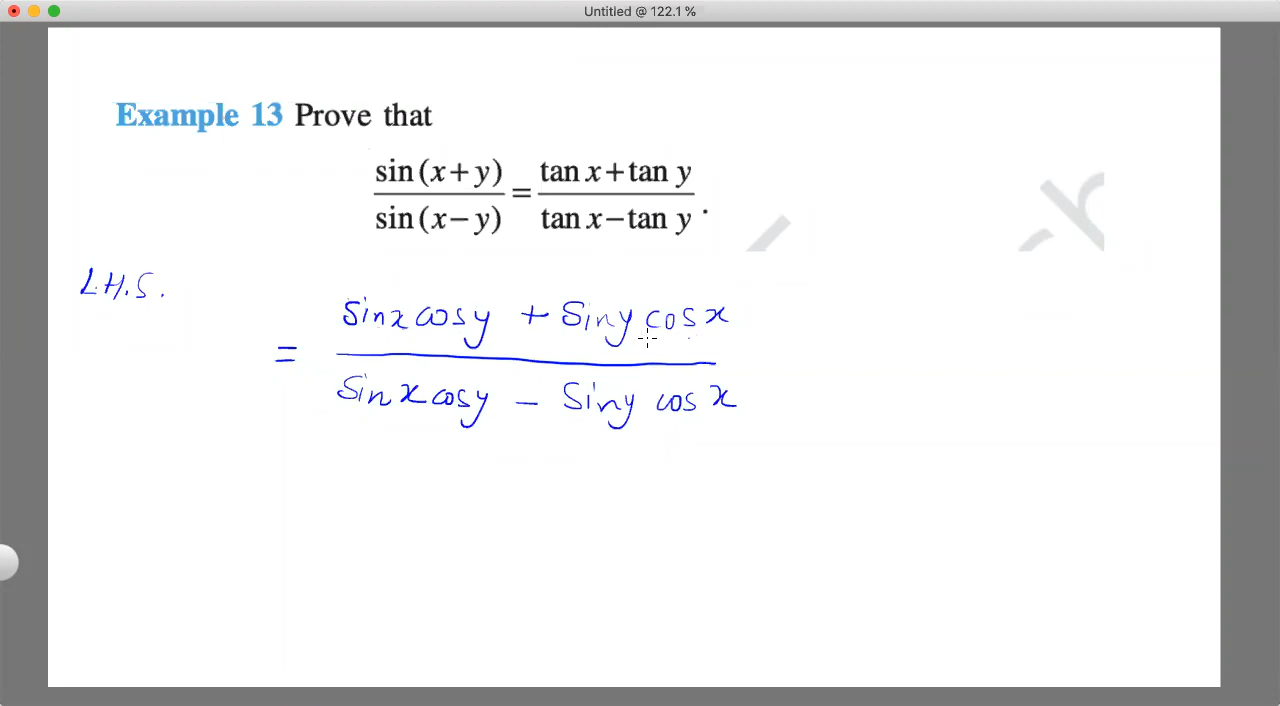 Untitled @ 122.1 %
Example 13 Prove that
sin (x+y)
sin (x−y)
=
tan x+tan y
tan x−tan y
.
L.H.S.
=
Sinx cosy + Siny cosx
Sinx cosy − Siny cosx